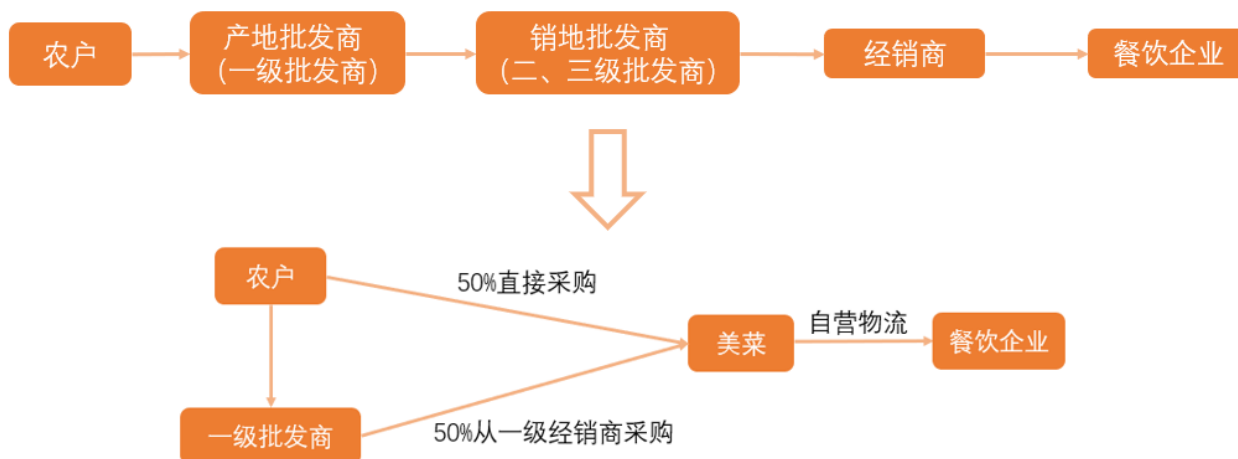 农户
产地批发商
（一级批发商）
销地批发商
（二、三级批发商）
经销商
餐饮企业
农户
50%直接采购
美菜
自营物流
餐饮企业
一级批发商
50%从一级经销商采购